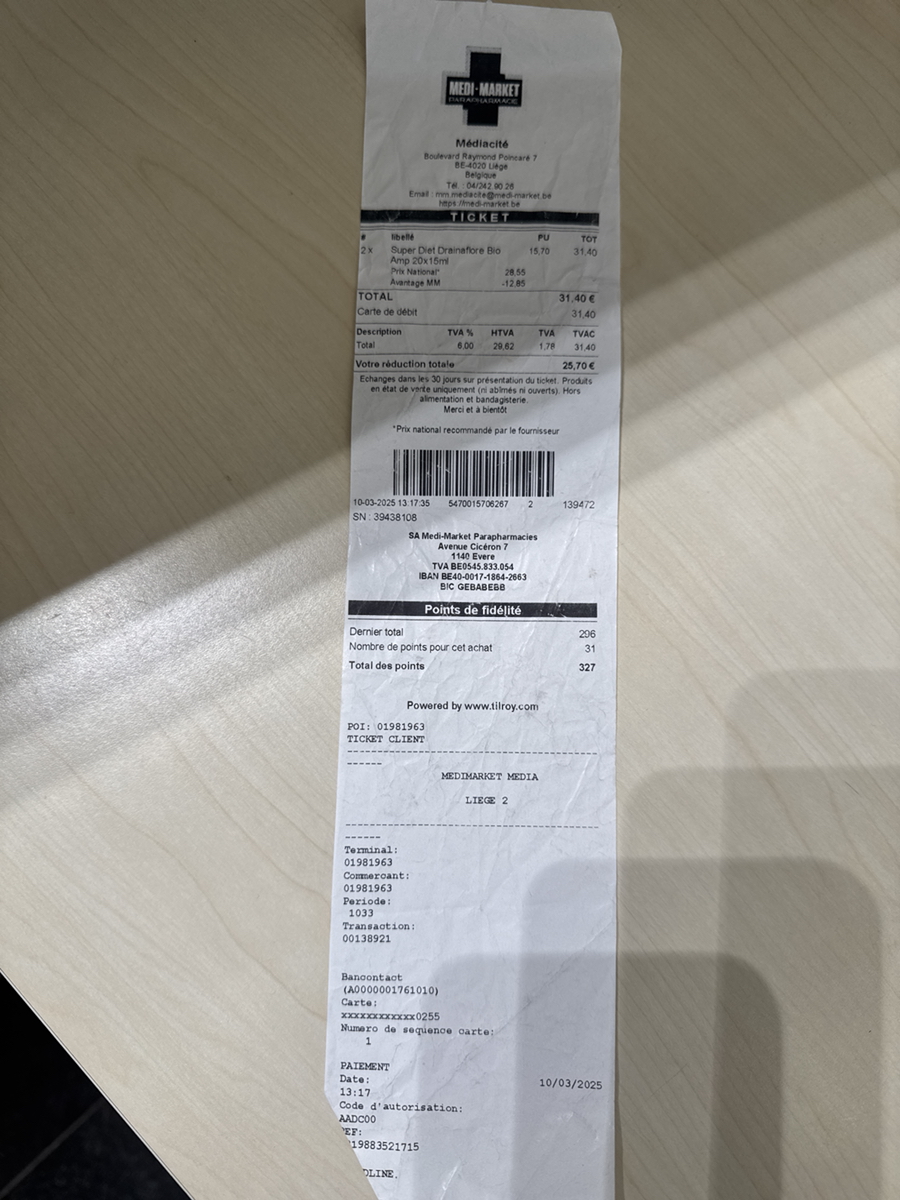 MEDI-MARKET
PARAPHARMACIE
Médiacité
Boulevard Raymond Poincaré 7
BE-4020 Liège
Belgique
Tél. : 04/242 90 26
Email : mm.mediacite@medi-market.be
https://medi-market.be
TICKET
# libellé PU TOT
2 x Super Diet Drainaflore Bio 15,70 31,40
Amp 20x15ml
Prix National* 28,55
Avantage MM -12,85
TOTAL 31,40 €
Carte de débit 31,40
Description TVA % HTVA TVA TVAC
Total 6,00 29,62 1,78 31,40
Votre réduction totale 25,70 €
Echanges dans les 30 jours sur présentation du ticket. Produits
en état de vente uniquement (ni abîmés ni ouverts). Hors
alimentation et bandagisterie.
Merci et à bientôt
*Prix national recommandé par le fournisseur
10-03-2025 13:17:35 5470015706267 2 139472
SN : 39438108
SA Medi-Market Parapharmacies
Avenue Cicéron 7
1140 Evere
TVA BE0545.833.054
IBAN BE40-0017-1864-2663
BIC GEBABEBB
Points de fidélité
Dernier total 296
Nombre de points pour cet achat 31
Total des points 327
Powered by www.tilroy.com
POI: 01981963
TICKET CLIENT
------------------------------------------------
------
MEDIMARKET MEDIA
LIEGE 2
------------------------------------------------
------
Terminal:
01981963
Commercant:
01981963
Periode:
1033
Transaction:
00138921
Bancontact
(A0000001761010)
Carte:
xxxxxxxxxxxx0255
Numero de sequence carte:
1
PAIEMENT
Date: 10/03/2025
13:17
Code d'autorisation:
AADC00
EF:
19883521715
DLINE.